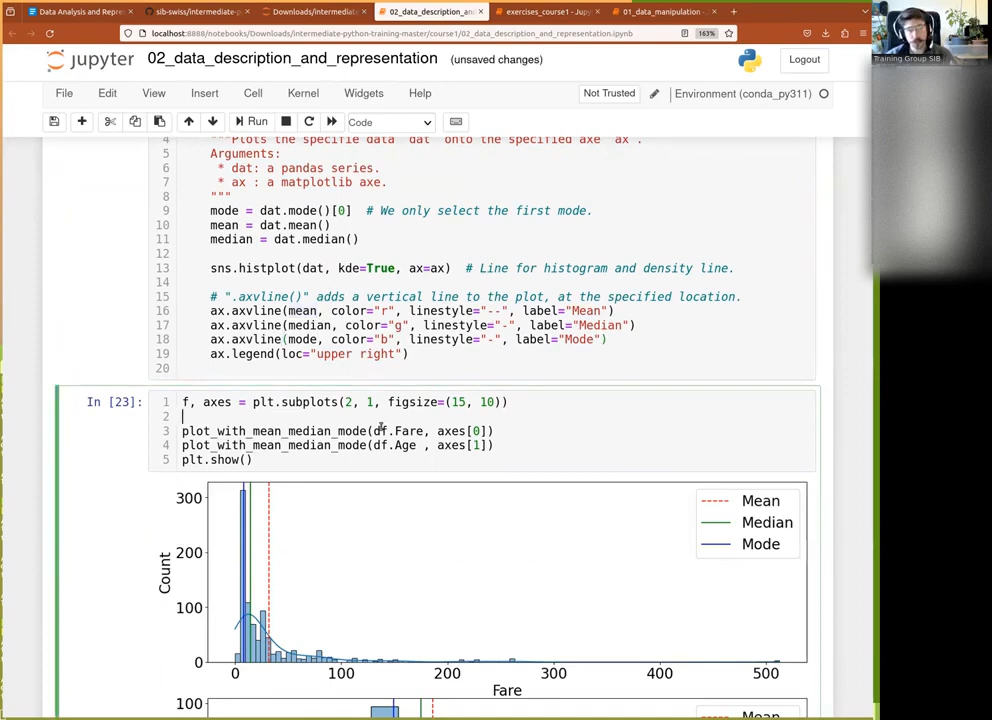 Data Analysis and Repre
sib-swiss/intermediate-p
Downloads/intermediate
02_data_description_an
exercises_course1 - Jupyt
01_data_manipulation -
localhost:8888/notebooks/Downloads/intermediate-python-training-master/course1/02_data_description_and_representation.ipynb
163%
Training Group SIB
jupyter
02_data_description_and_representation
(unsaved changes)
Logout
File Edit View Insert Cell Kernel Widgets Help
Not Trusted
Environment (conda_py311)
Run
Code
4 """Plots the specifie data `dat` onto the specified axe `ax`.
5 Arguments:
6 * dat: a pandas series.
7 * ax : a matplotlib axe.
8 """
9 mode = dat.mode()[0] # We only select the first mode.
10 mean = dat.mean()
11 median = dat.median()
12
13 sns.histplot(dat, kde=True, ax=ax) # Line for histogram and density line.
14
15 # ".axvline()" adds a vertical line to the plot, at the specified location.
16 ax.axvline(mean, color="r", linestyle="--", label="Mean")
17 ax.axvline(median, color="g", linestyle="-", label="Median")
18 ax.axvline(mode, color="b", linestyle="-", label="Mode")
19 ax.legend(loc="upper right")
20
In [23]:
1 f, axes = plt.subplots(2, 1, figsize=(15, 10))
2
3 plot_with_mean_median_mode(df.Fare, axes[0])
4 plot_with_mean_median_mode(df.Age , axes[1])
5 plt.show()
300
200
100
0
Count
Mean
Median
Mode
0 100 200 300 400 500
Fare
100
Mean